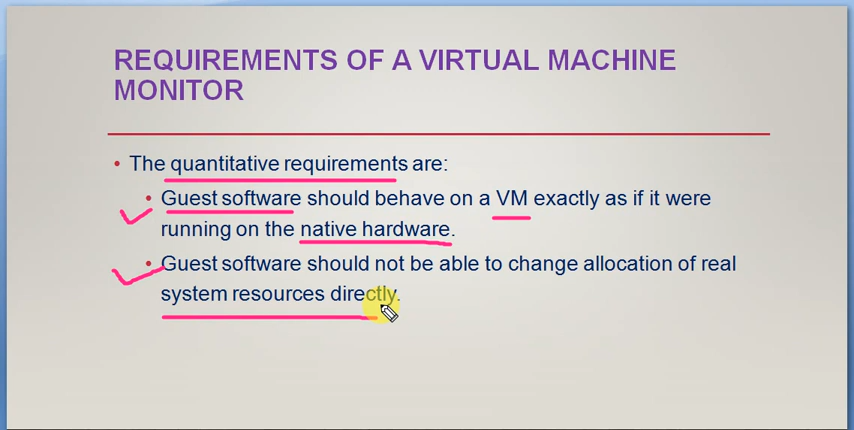 REQUIREMENTS OF A VIRTUAL MACHINE
MONITOR
• The quantitative requirements are:
• Guest software should behave on a VM exactly as if it were
running on the native hardware.
• Guest software should not be able to change allocation of real
system resources directly.